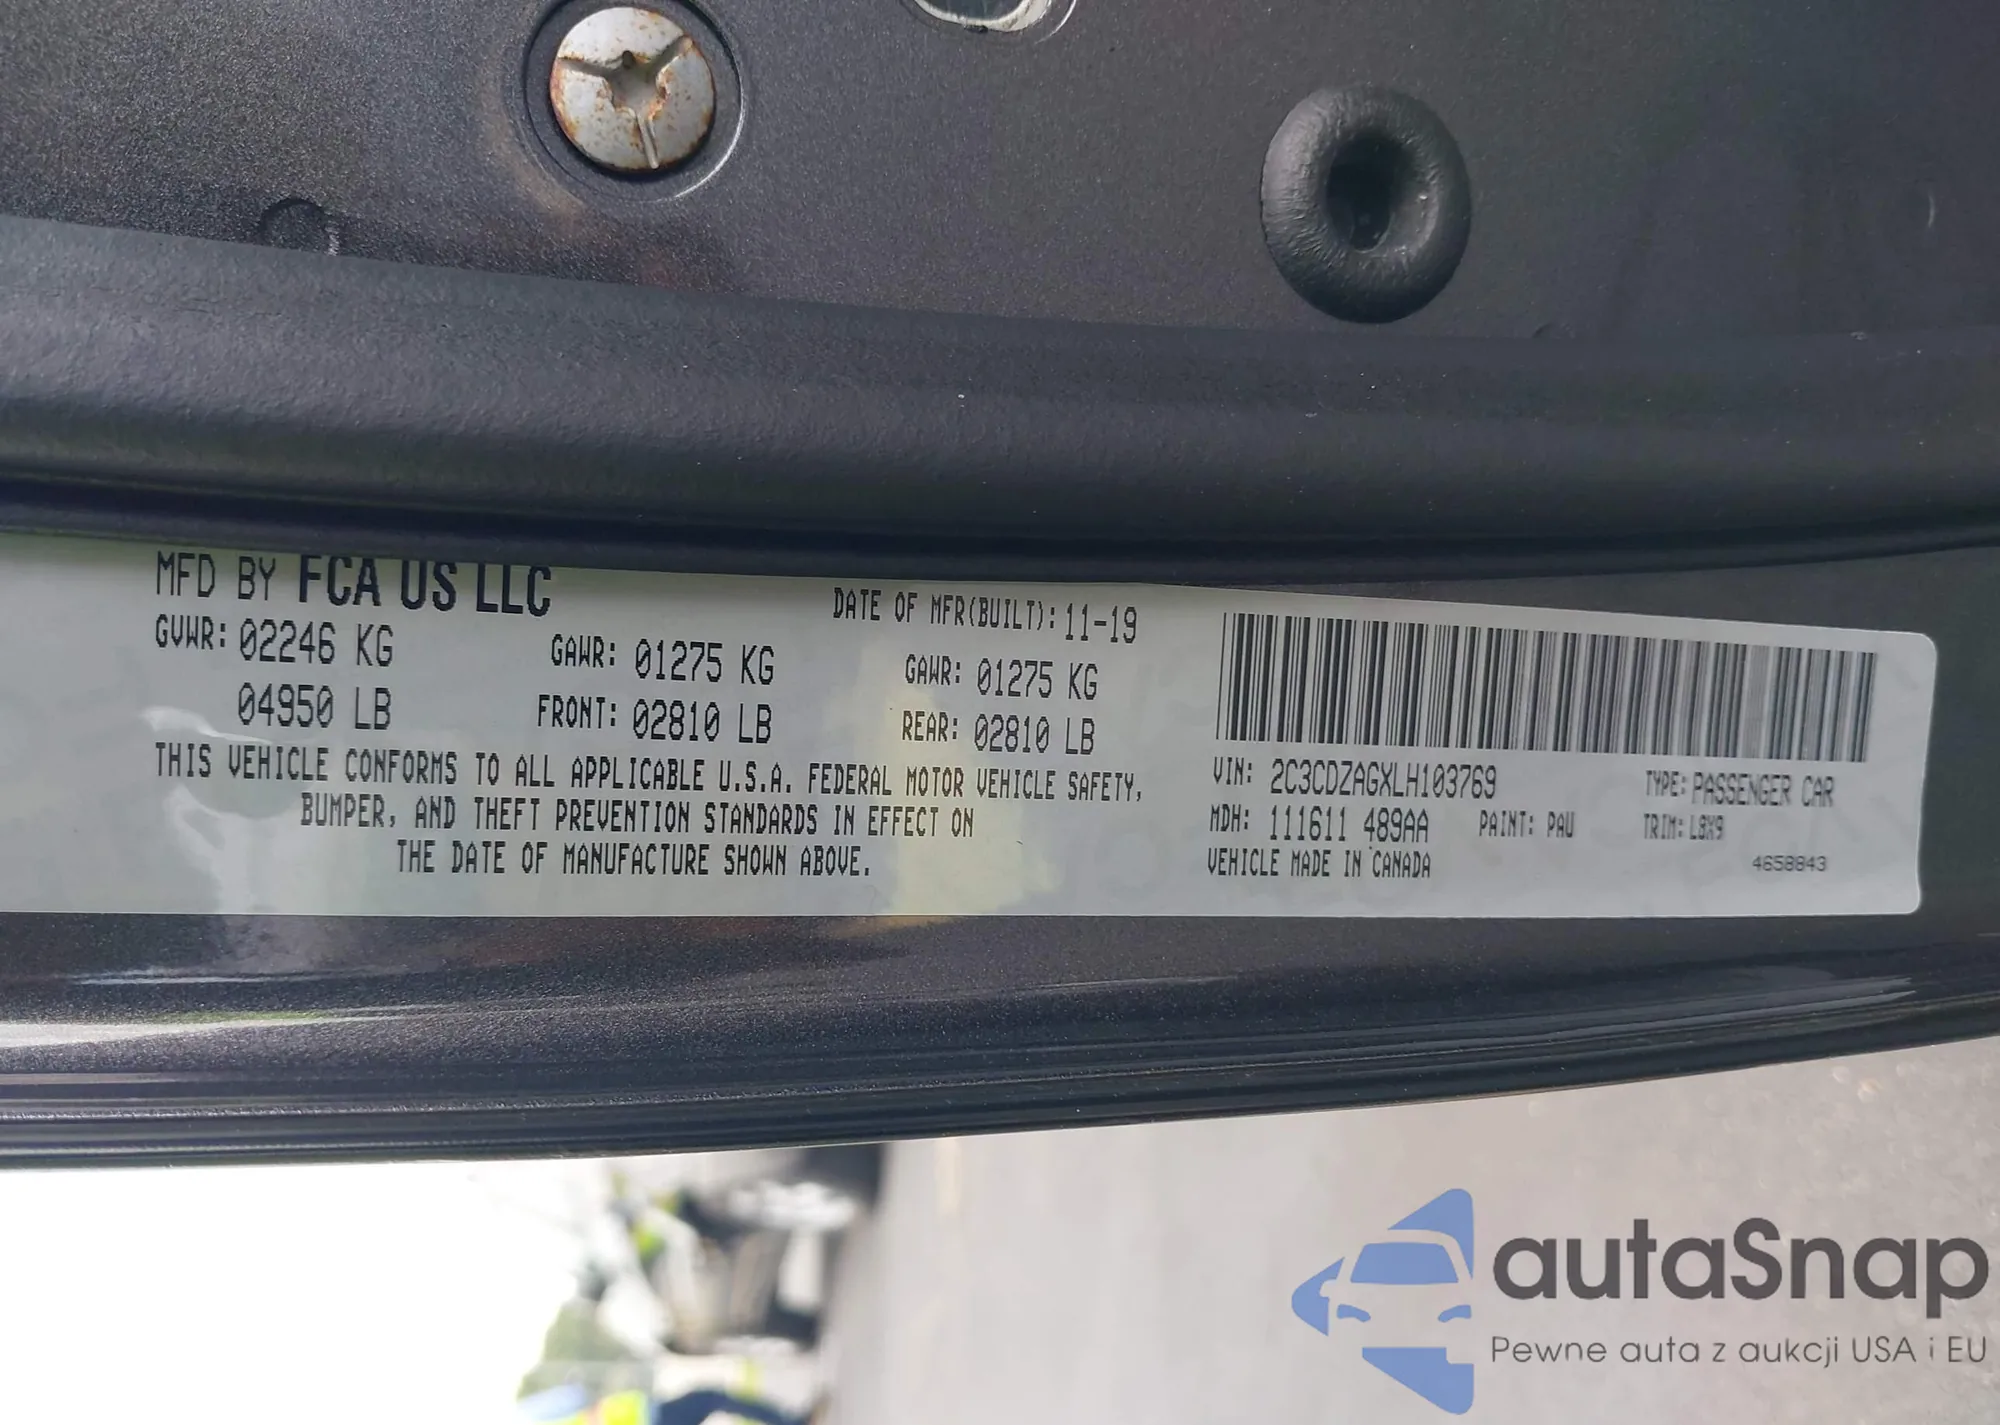 MFD BY FCA US LLC
DATE OF MFR(BUILT): 11-19
GVWR: 02246 KG
04950 LB
GAWR: 01275 KG
FRONT: 02810 LB
GAWR: 01275 KG
REAR: 02810 LB
THIS VEHICLE CONFORMS TO ALL APPLICABLE U.S.A. FEDERAL MOTOR VEHICLE SAFETY,
BUMPER, AND THEFT PREVENTION STANDARDS IN EFFECT ON
THE DATE OF MANUFACTURE SHOWN ABOVE.
VIN: 2C3CDZAGXLH103769 TYPE: PASSENGER CAR
MDH: 111611 489AA PAINT: PAU TRIM: L8X9
VEHICLE MADE IN CANADA 4658843
autaSnap
Pewne auta z aukcji USA i EU